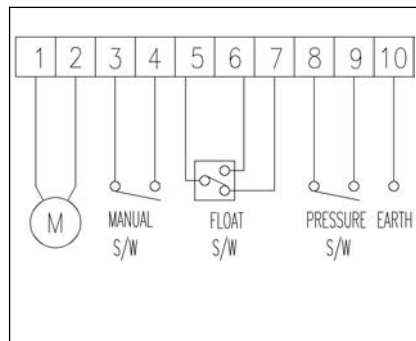 1 2 3 4 5 6 7 8 9 10
M MANUAL FLOAT PRESSURE EARTH
S/W S/W S/W